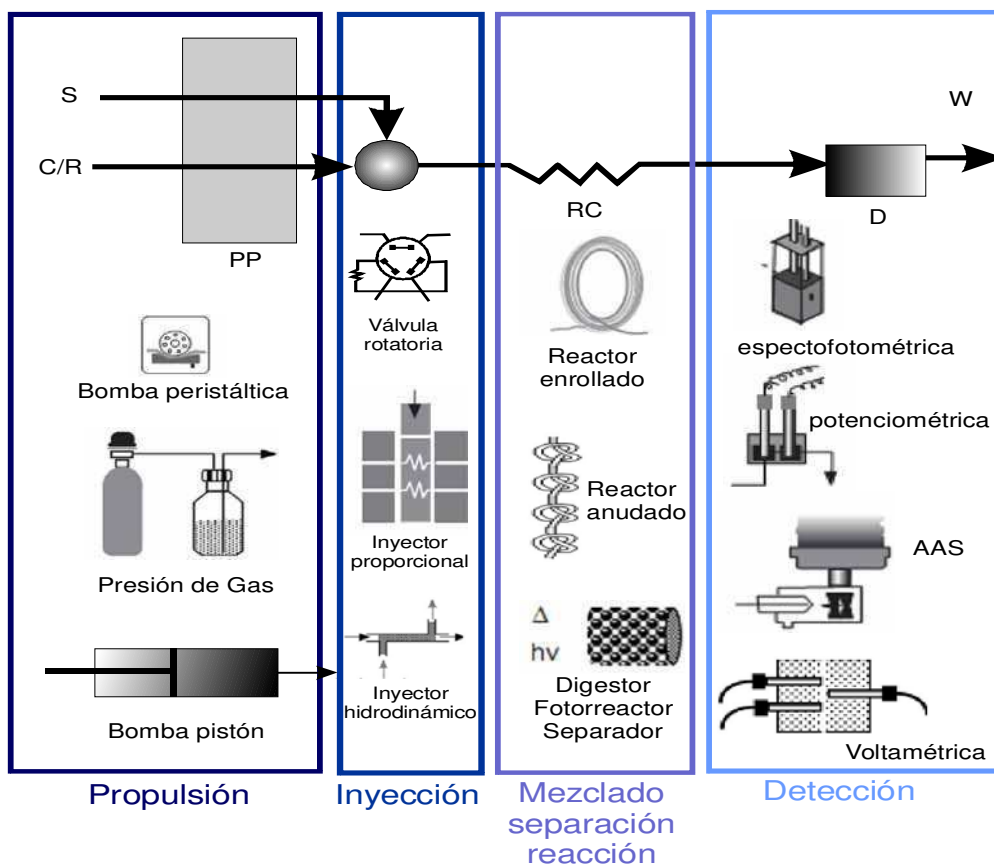 S
C/R
PP
Bomba peristáltica
Presión de Gas
Bomba pistón
Propulsión
Válvula
rotatoria
Inyector
proporcional
Inyector
hidrodinámico
Inyección
RC
Reactor
enrollado
Reactor
anudado
Δ
hv
Digestor
Fotorreactor
Separador
Mezclado
separación
reacción
W
D
espectofotométrica
potenciométrica
AAS
Voltamétrica
Detección